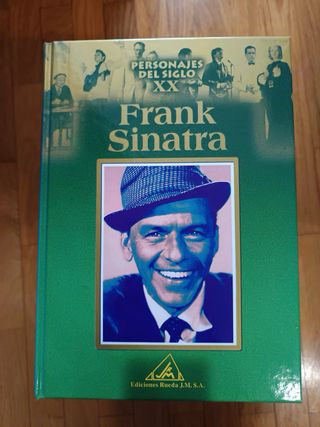 PERSONAJES
DEL SIGLO
XX
Frank
Sinatra
Ediciones Rueda J.M. S.A.